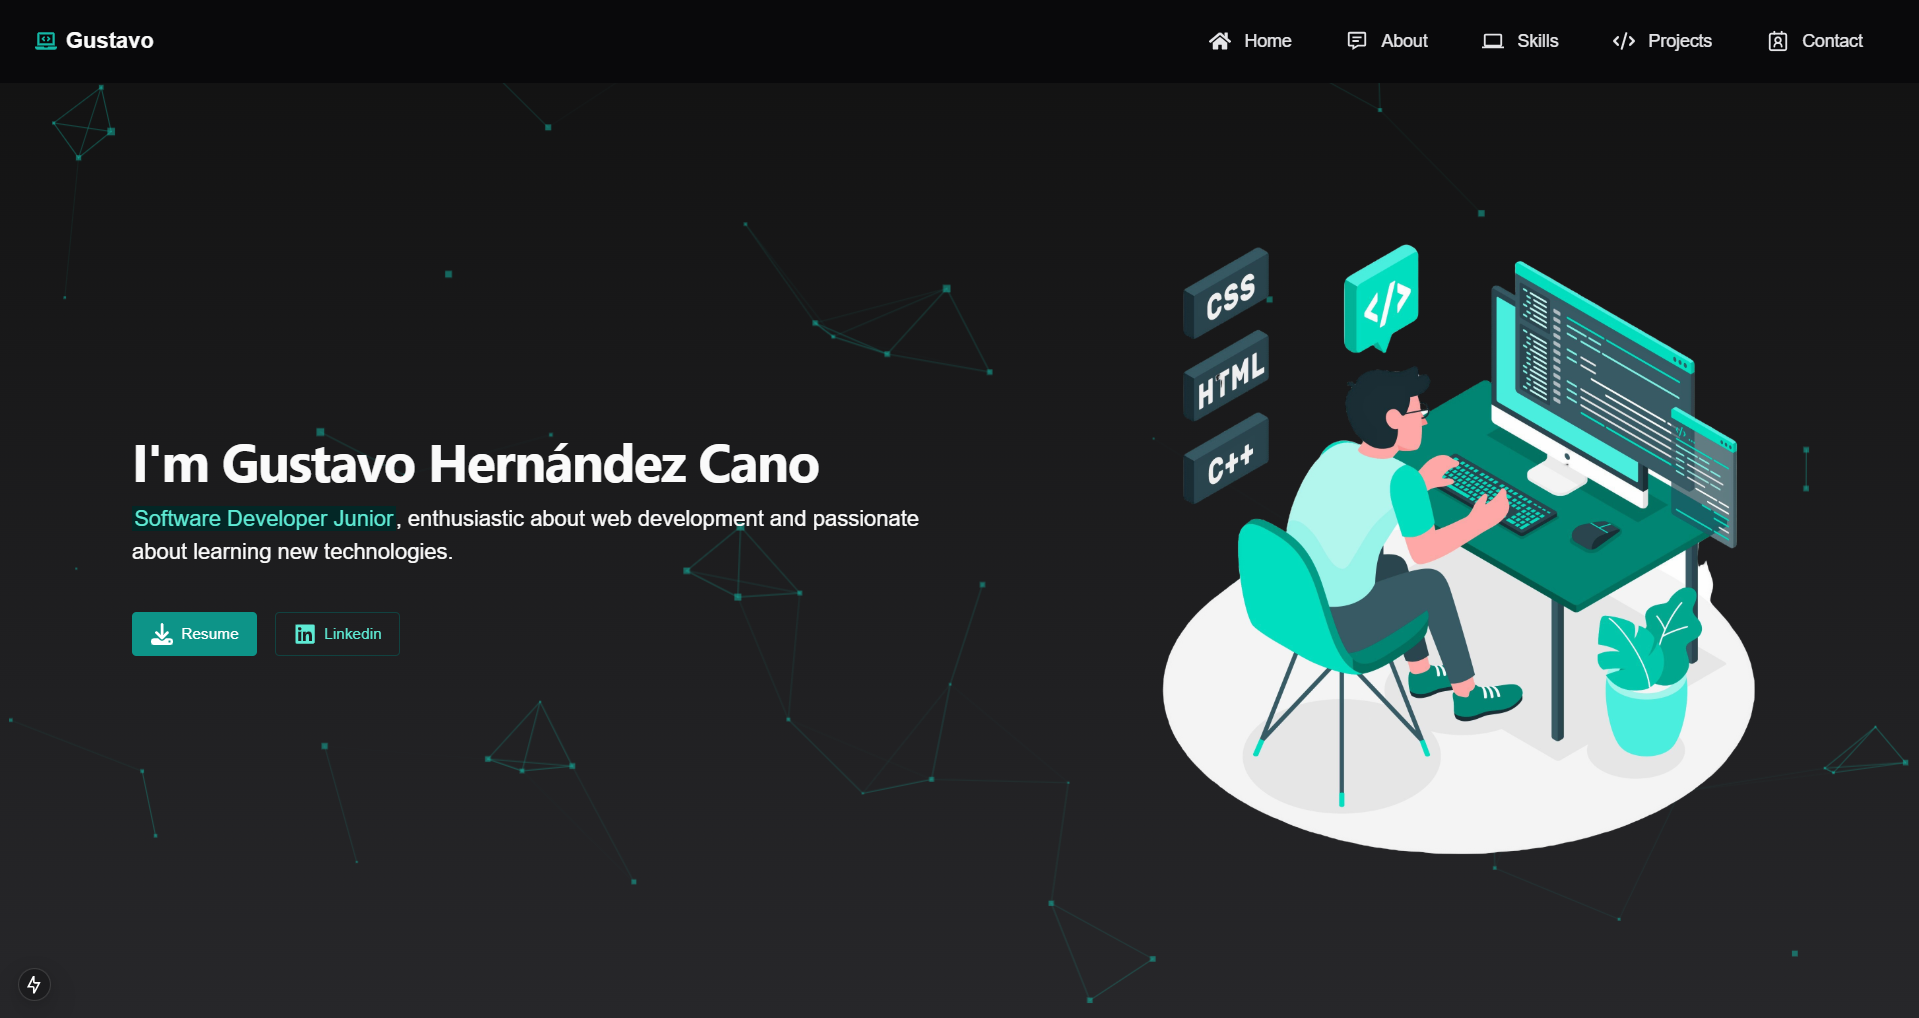 Gustavo
Home
About
Skills
Projects
Contact
CSS
</>
HTML
C++
I'm Gustavo Hernández Cano
Software Developer Junior, enthusiastic about web development and passionate
about learning new technologies.
Resume
Linkedin